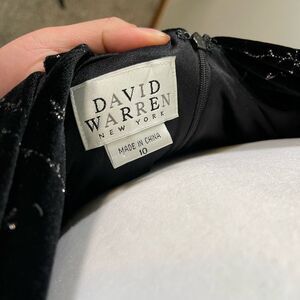 DAVID
WARREN
NEW YORK
MADE IN CHINA
10